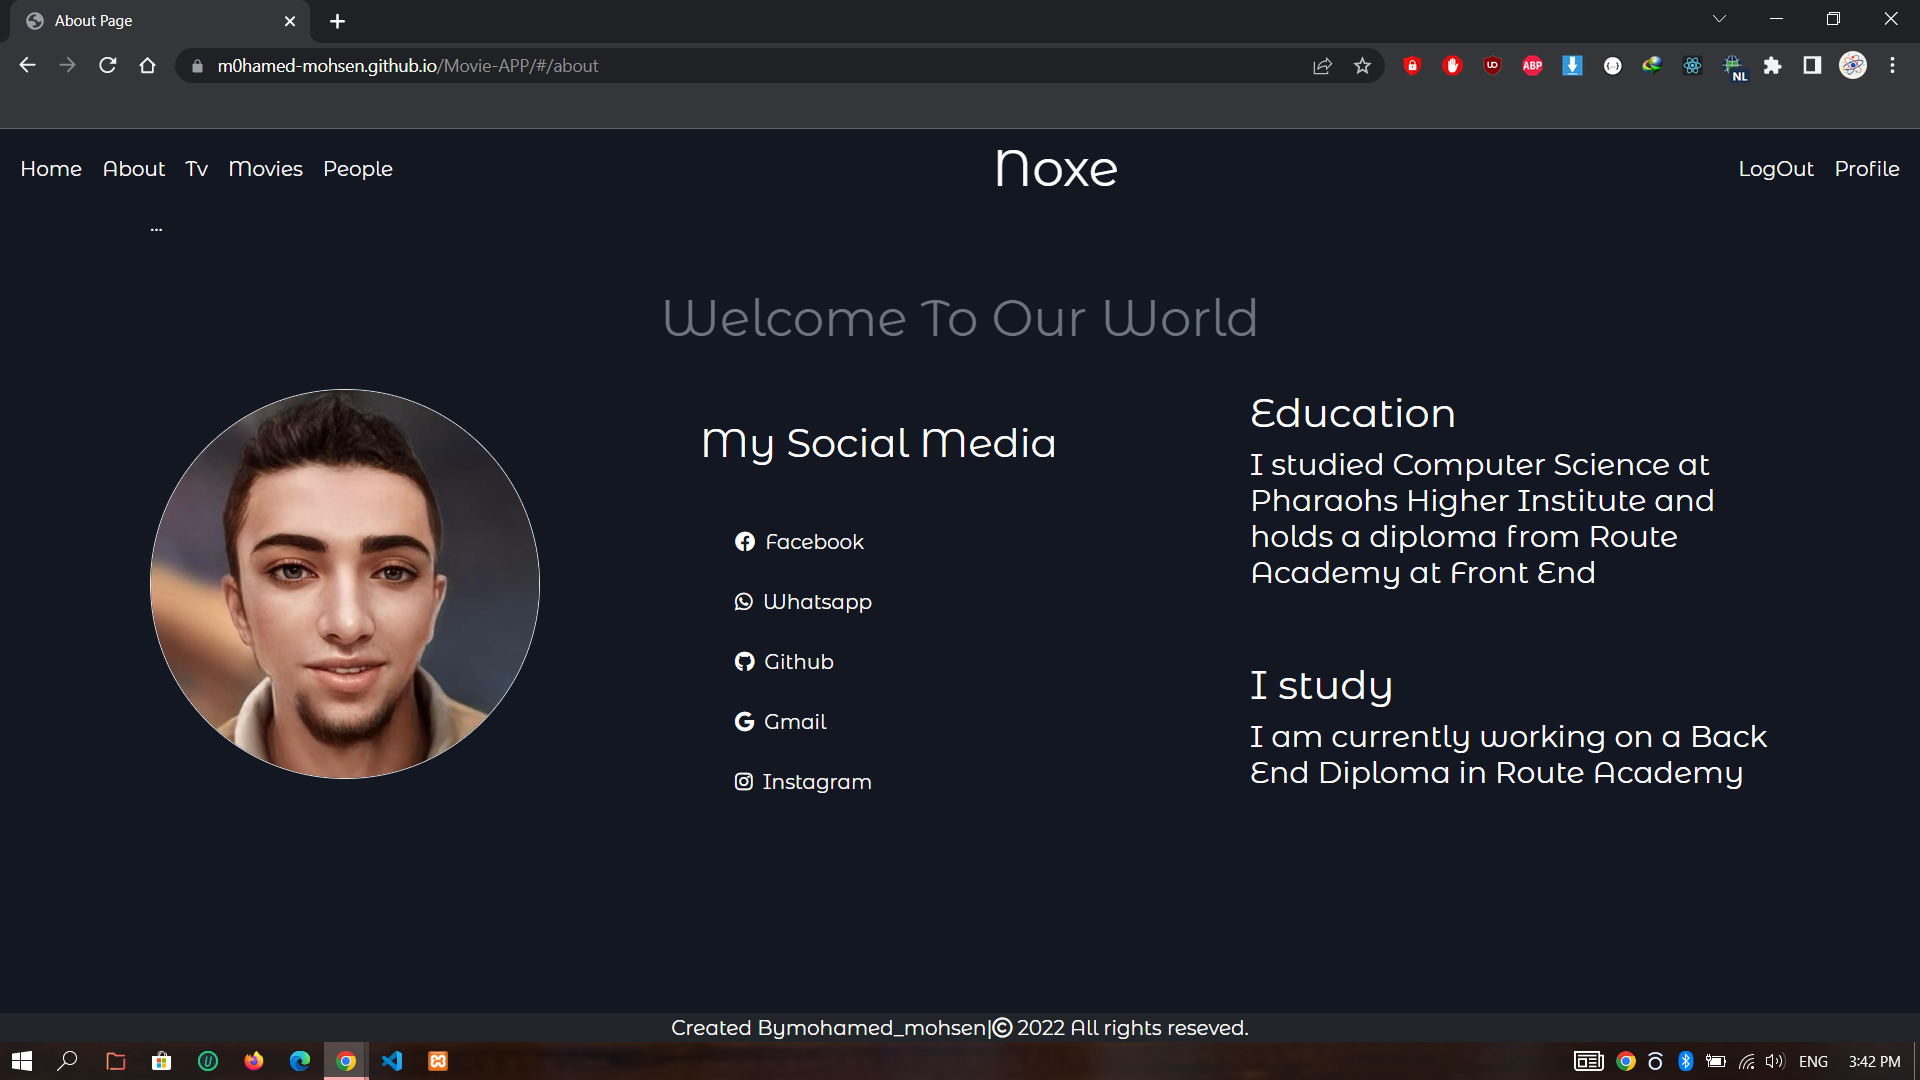 About Page
m0hamed-mohsen.github.io/Movie-APP/#/about
UD
ABP
NL
Home About Tv Movies People
Noxe
LogOut Profile
...
Welcome To Our World
My Social Media
Facebook
Whatsapp
Github
Gmail
Instagram
Education
I studied Computer Science at
Pharaohs Higher Institute and
holds a diploma from Route
Academy at Front End
I study
I am currently working on a Back
End Diploma in Route Academy
Created Bymohamed_mohsen|© 2022 All rights reseved.
ENG
3:42 PM